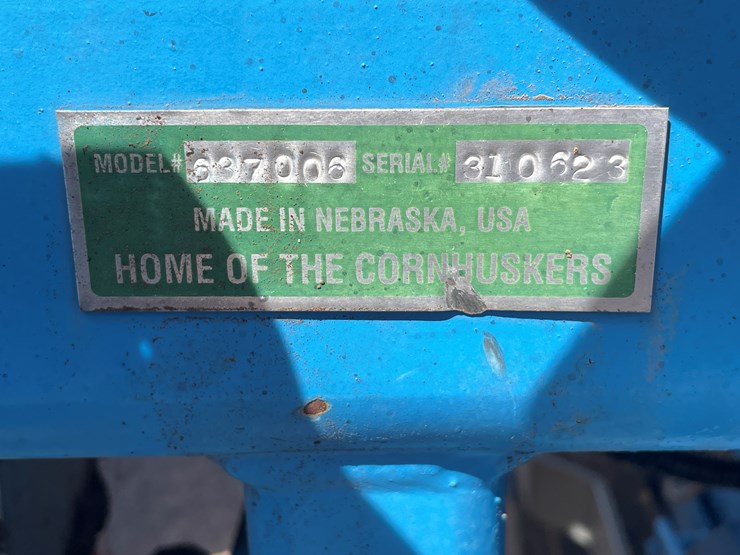 MODEL# 637006 SERIAL# 310623
MADE IN NEBRASKA, USA
HOME OF THE CORNHUSKERS